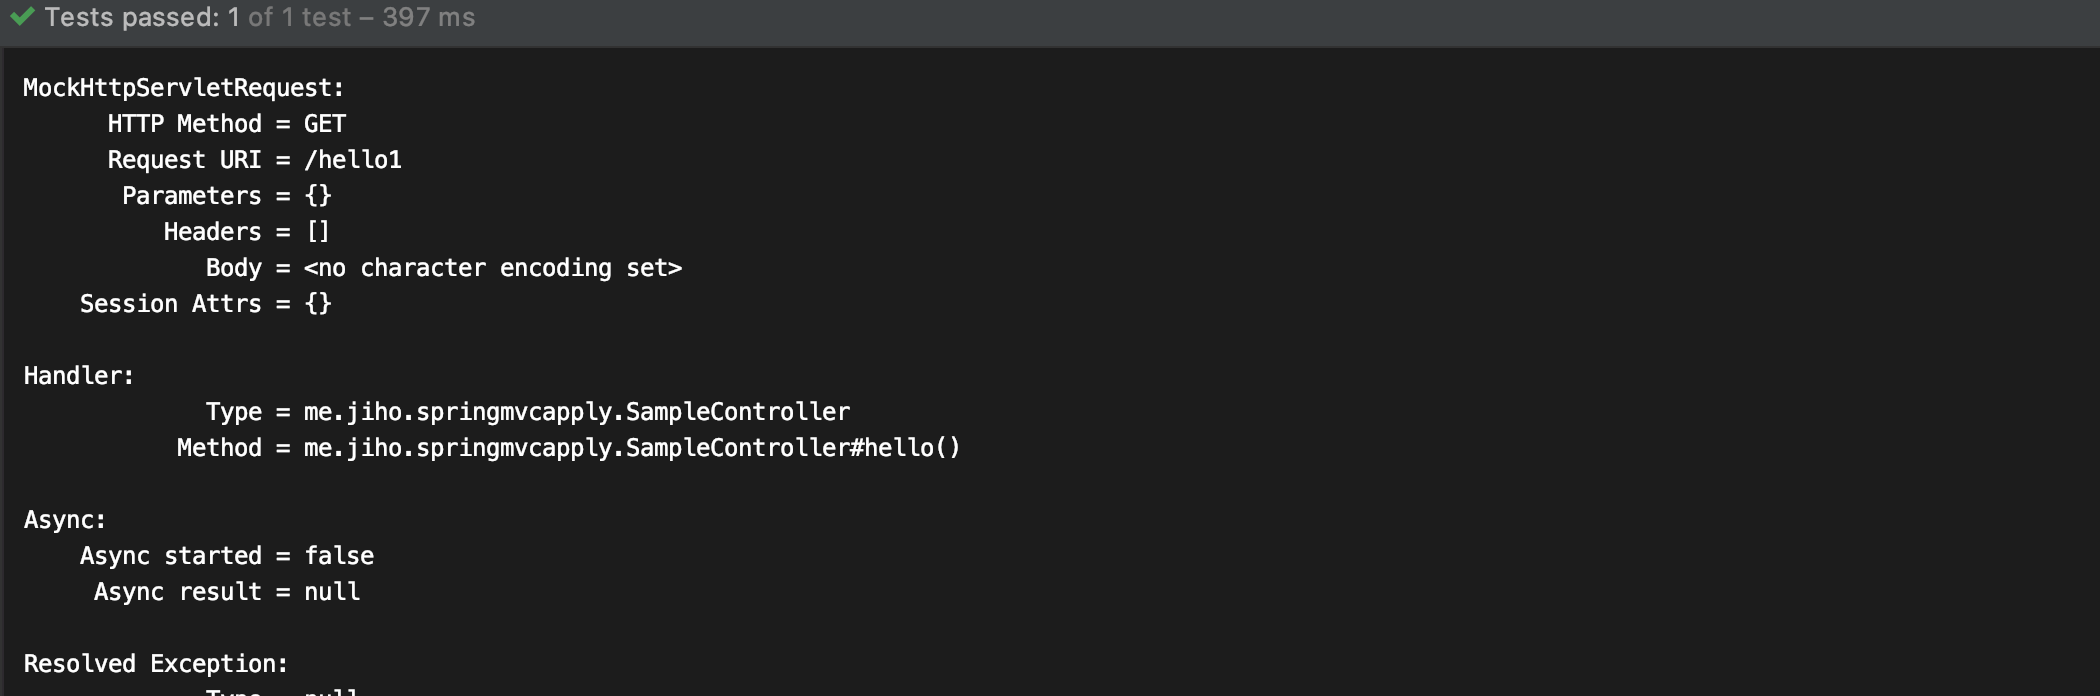 Tests passed: 1 of 1 test – 397 ms
MockHttpServletRequest:
HTTP Method = GET
Request URI = /hello1
Parameters = {}
Headers = []
Body = <no character encoding set>
Session Attrs = {}
Handler:
Type = me.jiho.springmvcapply.SampleController
Method = me.jiho.springmvcapply.SampleController#hello()
Async:
Async started = false
Async result = null
Resolved Exception:
Type = null